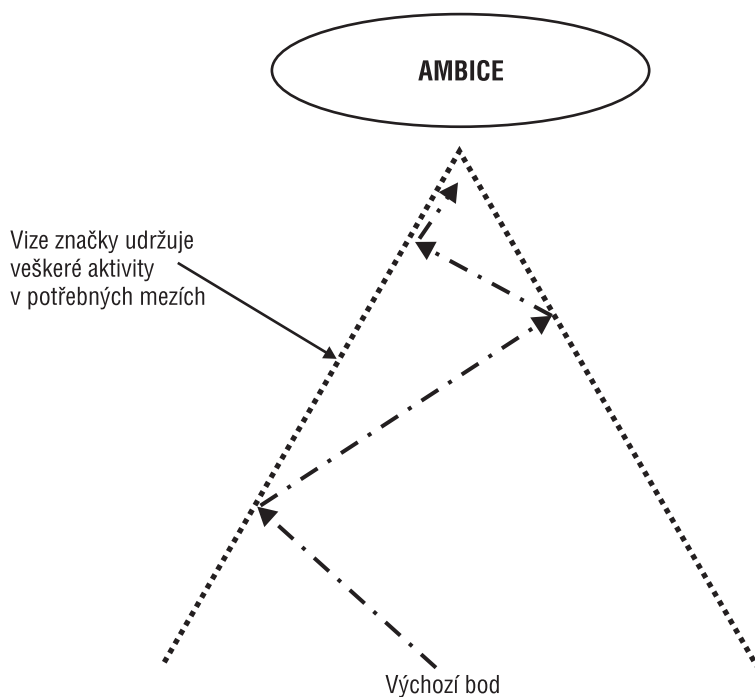 AMBICE
Vize značky udržuje
veškeré aktivity
v potřebných mezích
Výchozí bod